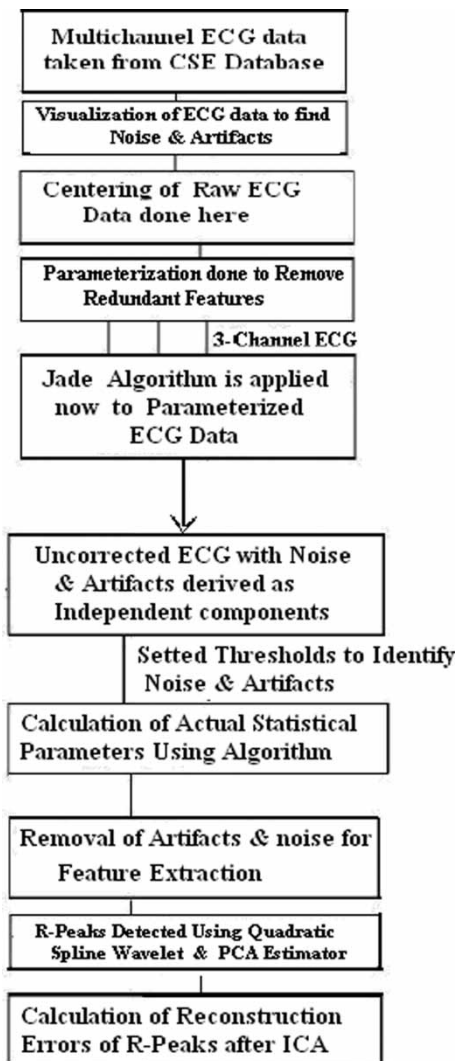 Multichannel ECG data
taken from CSE Database
Visualization of ECG data to find
Noise & Artifacts
Centering of Raw ECG
Data done here
Parameterization done to Remove
Redundant Features
3-Channel ECG
Jade Algorithm is applied
now to Parameterized
ECG Data
Uncorrected ECG with Noise
& Artifacts derived as
Independent components
Setted Thresholds to Identify
Noise & Artifacts
Calculation of Actual Statistical
Parameters Using Algorithm
Removal of Artifacts & noise for
Feature Extraction
R-Peaks Detected Using Quadratic
Spline Wavelet & PCA Estimator
Calculation of Reconstruction
Errors of R-Peaks after ICA